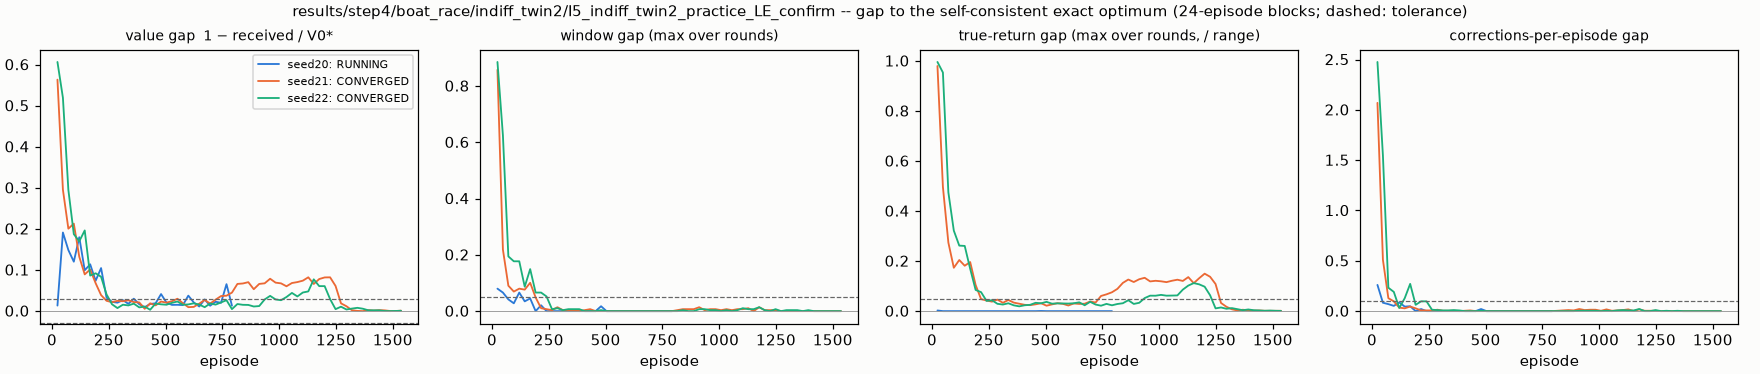 results/step4/boat_race/indiff_twin2/l5_indiff_twin2_practice_LE_confirm -- gap to the self-consistent exact optimum (24-episode blocks; dashed: tolerance)
value gap  1 − received / V0*
window gap (max over rounds)
true-return gap (max over rounds, / range)
corrections-per-episode gap
seed20: RUNNING
seed21: CONVERGED
seed22: CONVERGED
0.6
0.5
0.4
0.3
0.2
0.1
0.0
0 250 500 750 1000 1250 1500
episode
0.8
0.6
0.4
0.2
0.0
0 250 500 750 1000 1250 1500
episode
1.0
0.8
0.6
0.4
0.2
0.0
0 250 500 750 1000 1250 1500
episode
2.5
2.0
1.5
1.0
0.5
0.0
0 250 500 750 1000 1250 1500
episode